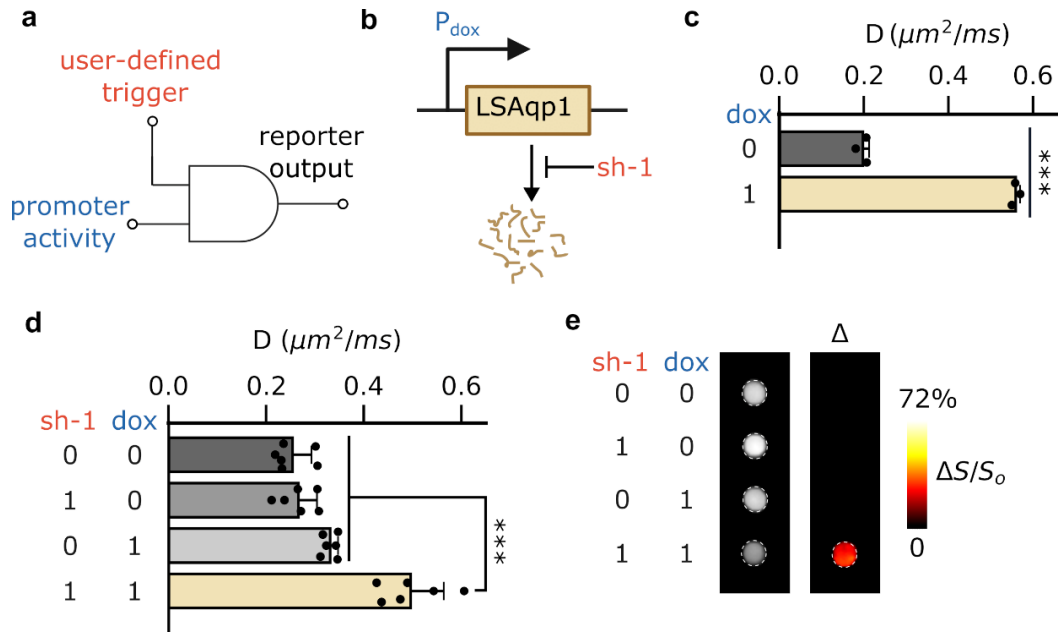 a
user-defined
trigger
reporter
output
promoter
activity
b
P_dox
LSAqp1
sh-1
c
D (μm²/ms)
0.0 0.2 0.4 0.6
dox
0
1
***
d
D (μm²/ms)
0.0 0.2 0.4 0.6
sh-1 dox
0 0
1 0
0 1
1 1
***
e
Δ
sh-1 dox
0 0
1 0
0 1
1 1
72%
ΔS/S_o
0